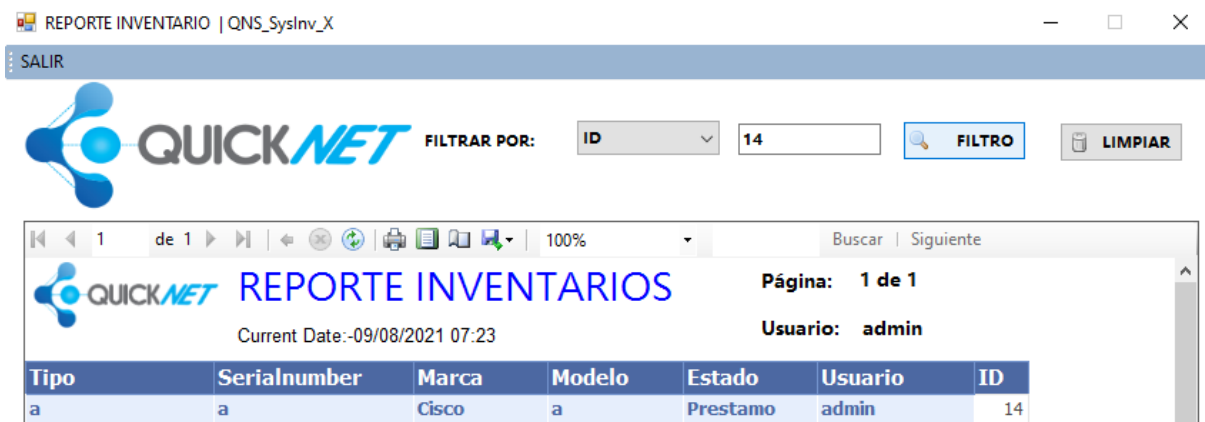 REPORTE INVENTARIO | QNS_SysInv_X
SALIR
QUICKNET FILTRAR POR: ID 14 FILTRO LIMPIAR
1 de 1 100% Buscar | Siguiente
QUICKNET REPORTE INVENTARIOS Página: 1 de 1
Current Date:-09/08/2021 07:23 Usuario: admin
Tipo Serialnumber Marca Modelo Estado Usuario ID
a a Cisco a Prestamo admin 14